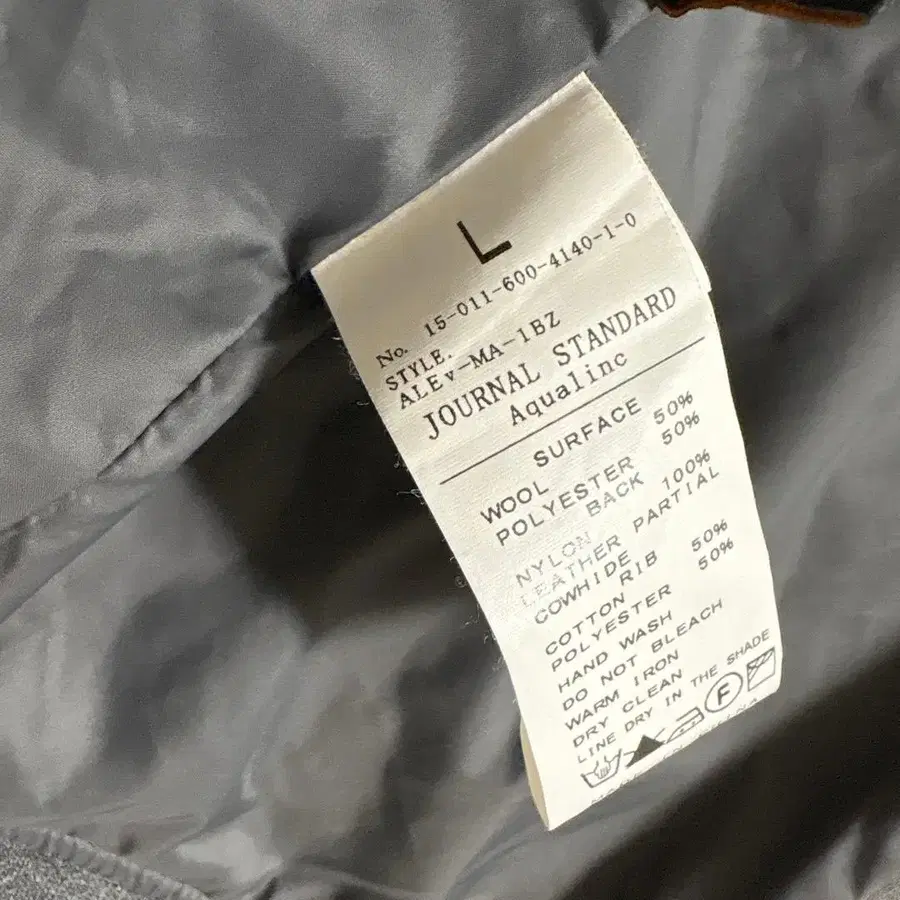 L
No. 15-011-600-4140-1-0
STYLE.
ALEv-MA-1BZ
JOURNAL STANDARD
Aqualinc
SURFACE
WOOL 50%
POLYESTER 50%
BACK
NYLON 100%
LEATHER PARTIAL
COWHIDE
RIB
COTTON 50%
POLYESTER 50%
HAND WASH
DO NOT BLEACH
WARM IRON
DRY CLEAN
LINE DRY IN THE SHADE
F